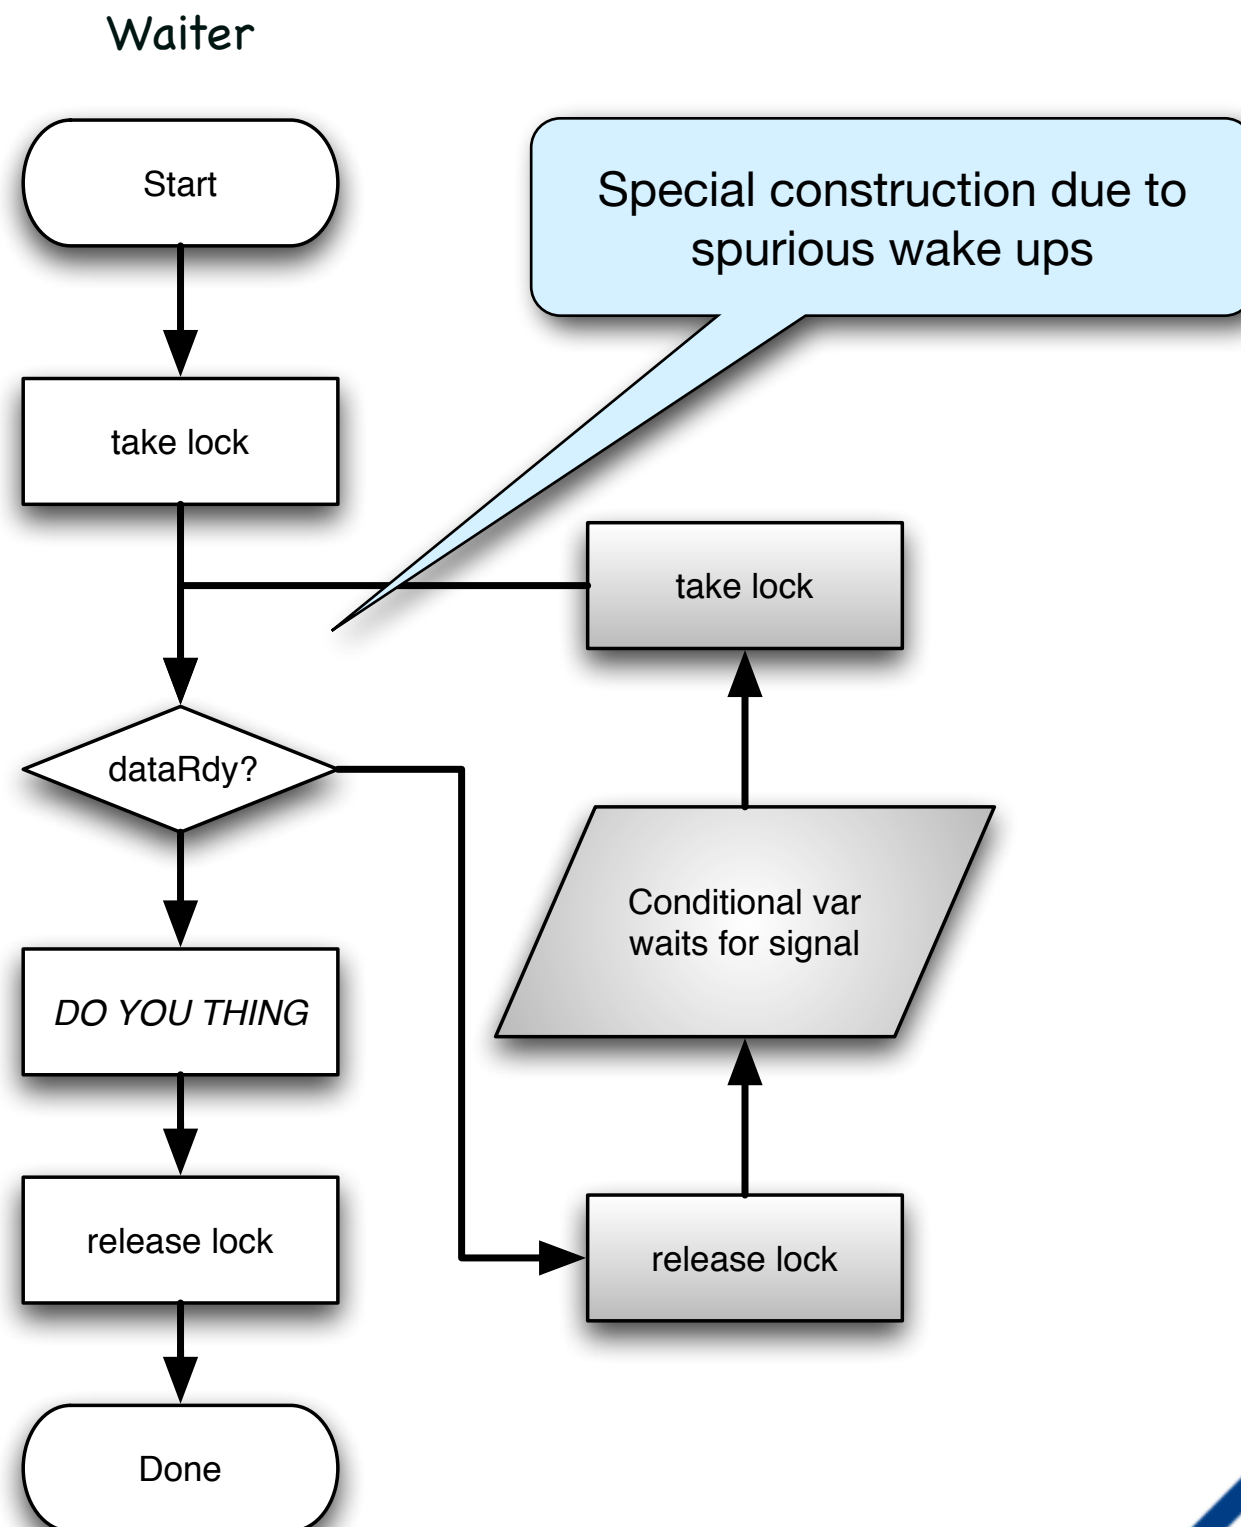 Waiter
Start
Special construction due to
spurious wake ups
take lock
take lock
dataRdy?
Conditional var
waits for signal
DO YOU THING
release lock
release lock
Done